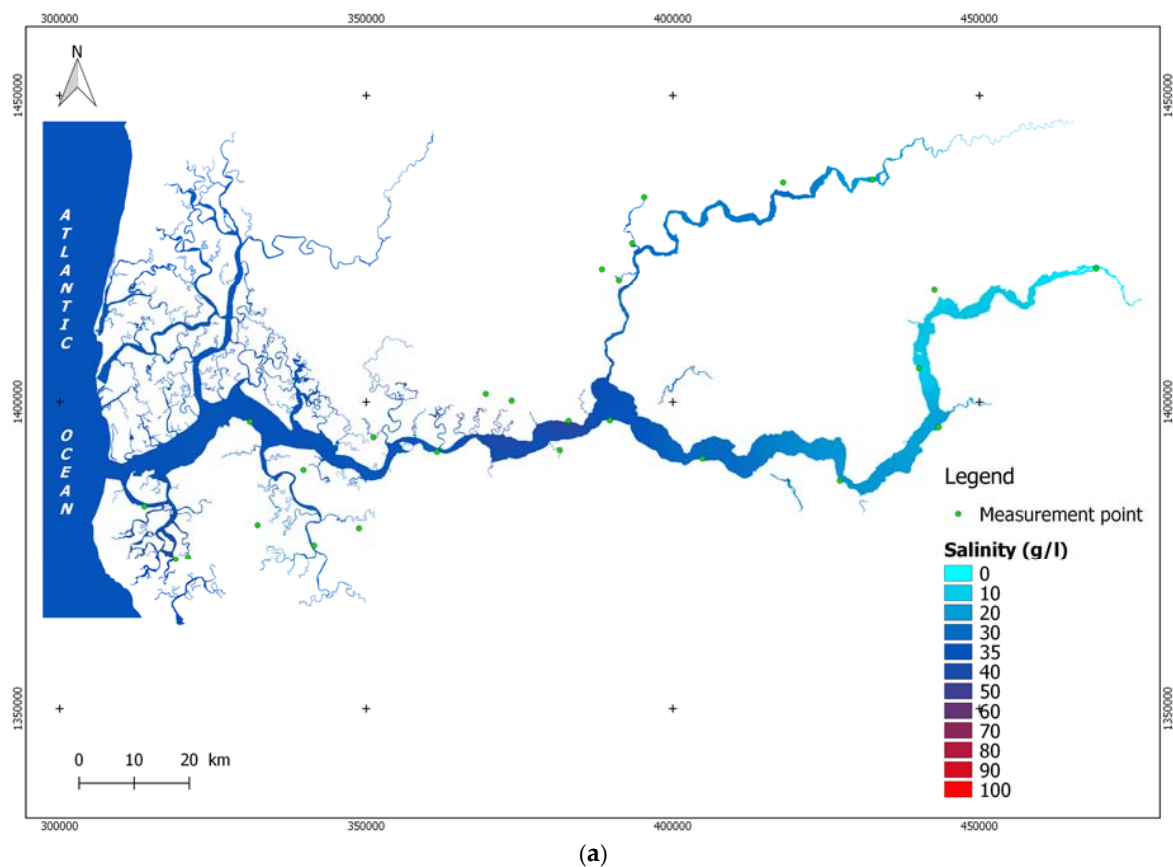 300000 350000 400000 450000
N
1450000 1450000
ATLANTIC
1400000 1400000
OCEAN
Legend
Measurement point
Salinity (g/l)
0
10
20
30
35
40
50
60
1350000 1350000
70
80
90
100
0 10 20 km
300000 350000 400000 450000
(a)